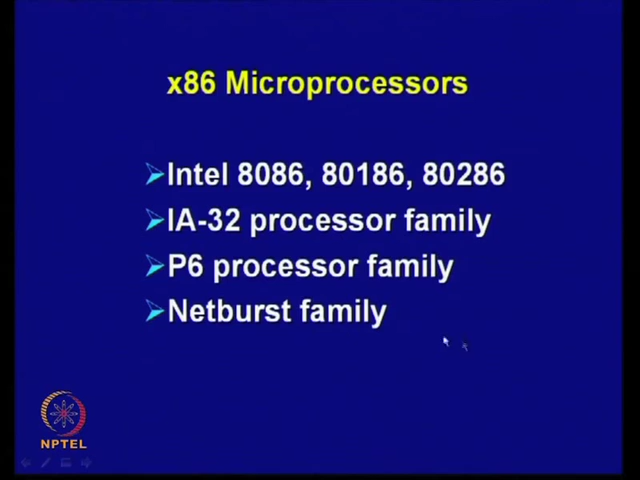 x86 Microprocessors
Intel 8086, 80186, 80286
IA-32 processor family
P6 processor family
Netburst family
NPTEL